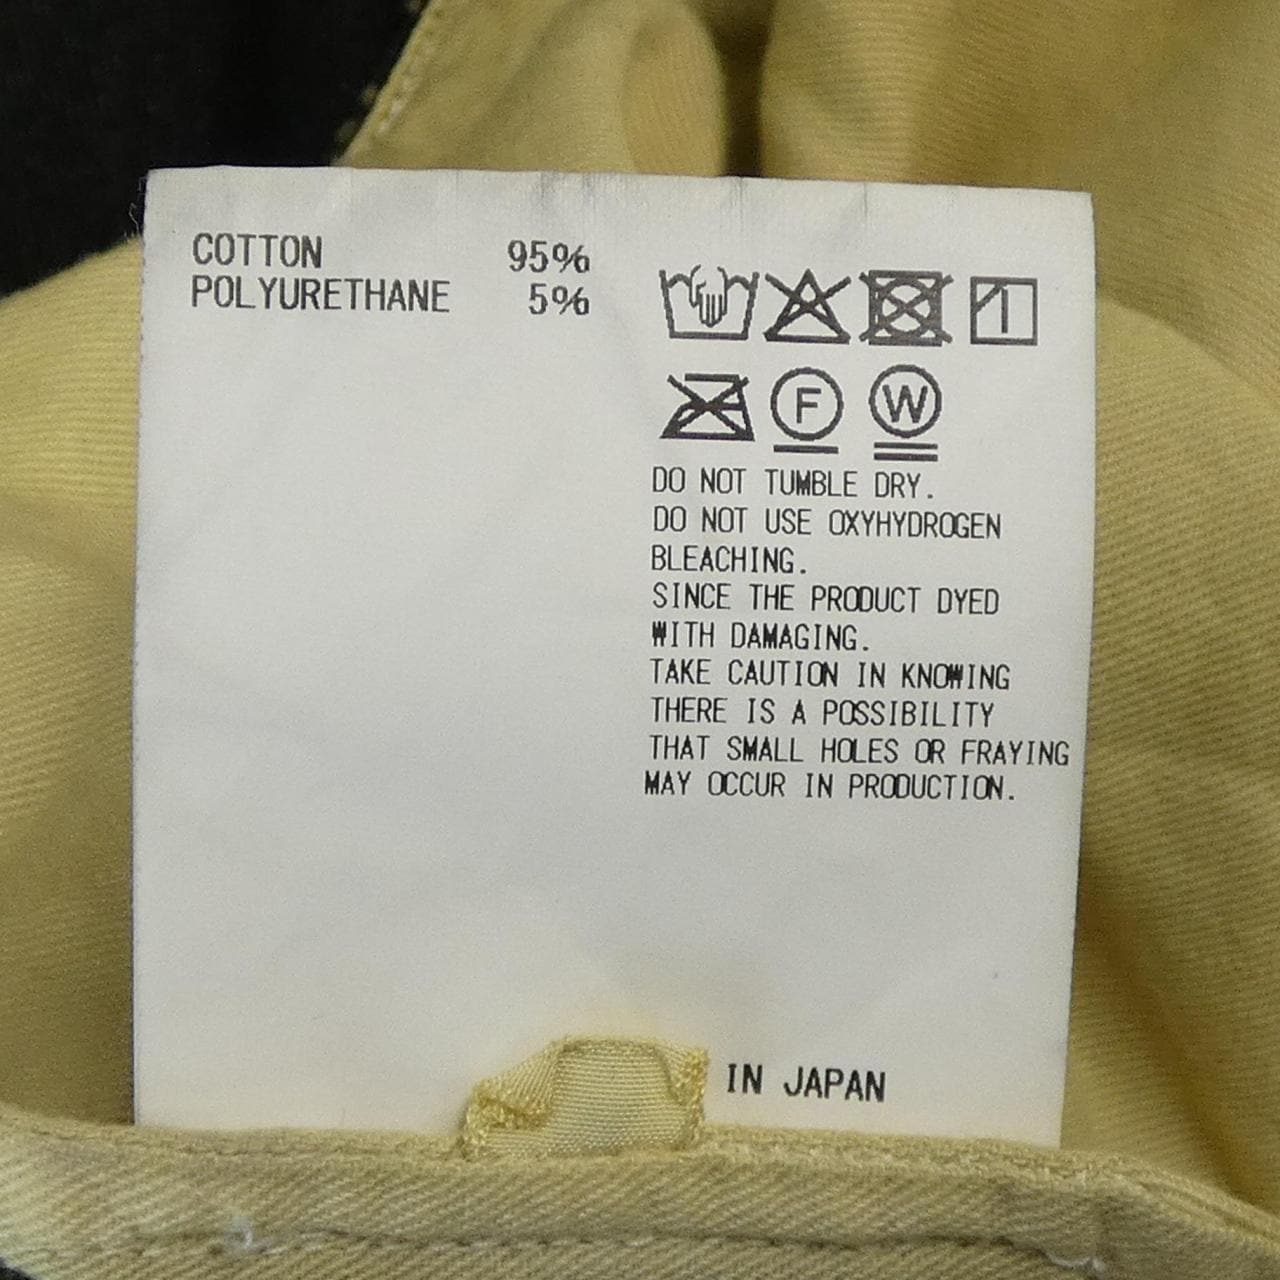 COTTON 95%
POLYURETHANE 5%
F W
DO NOT TUMBLE DRY.
DO NOT USE OXYHYDROGEN
BLEACHING.
SINCE THE PRODUCT DYED
WITH DAMAGING.
TAKE CAUTION IN KNOWING
THERE IS A POSSIBILITY
THAT SMALL HOLES OR FRAYING
MAY OCCUR IN PRODUCTION.
IN JAPAN